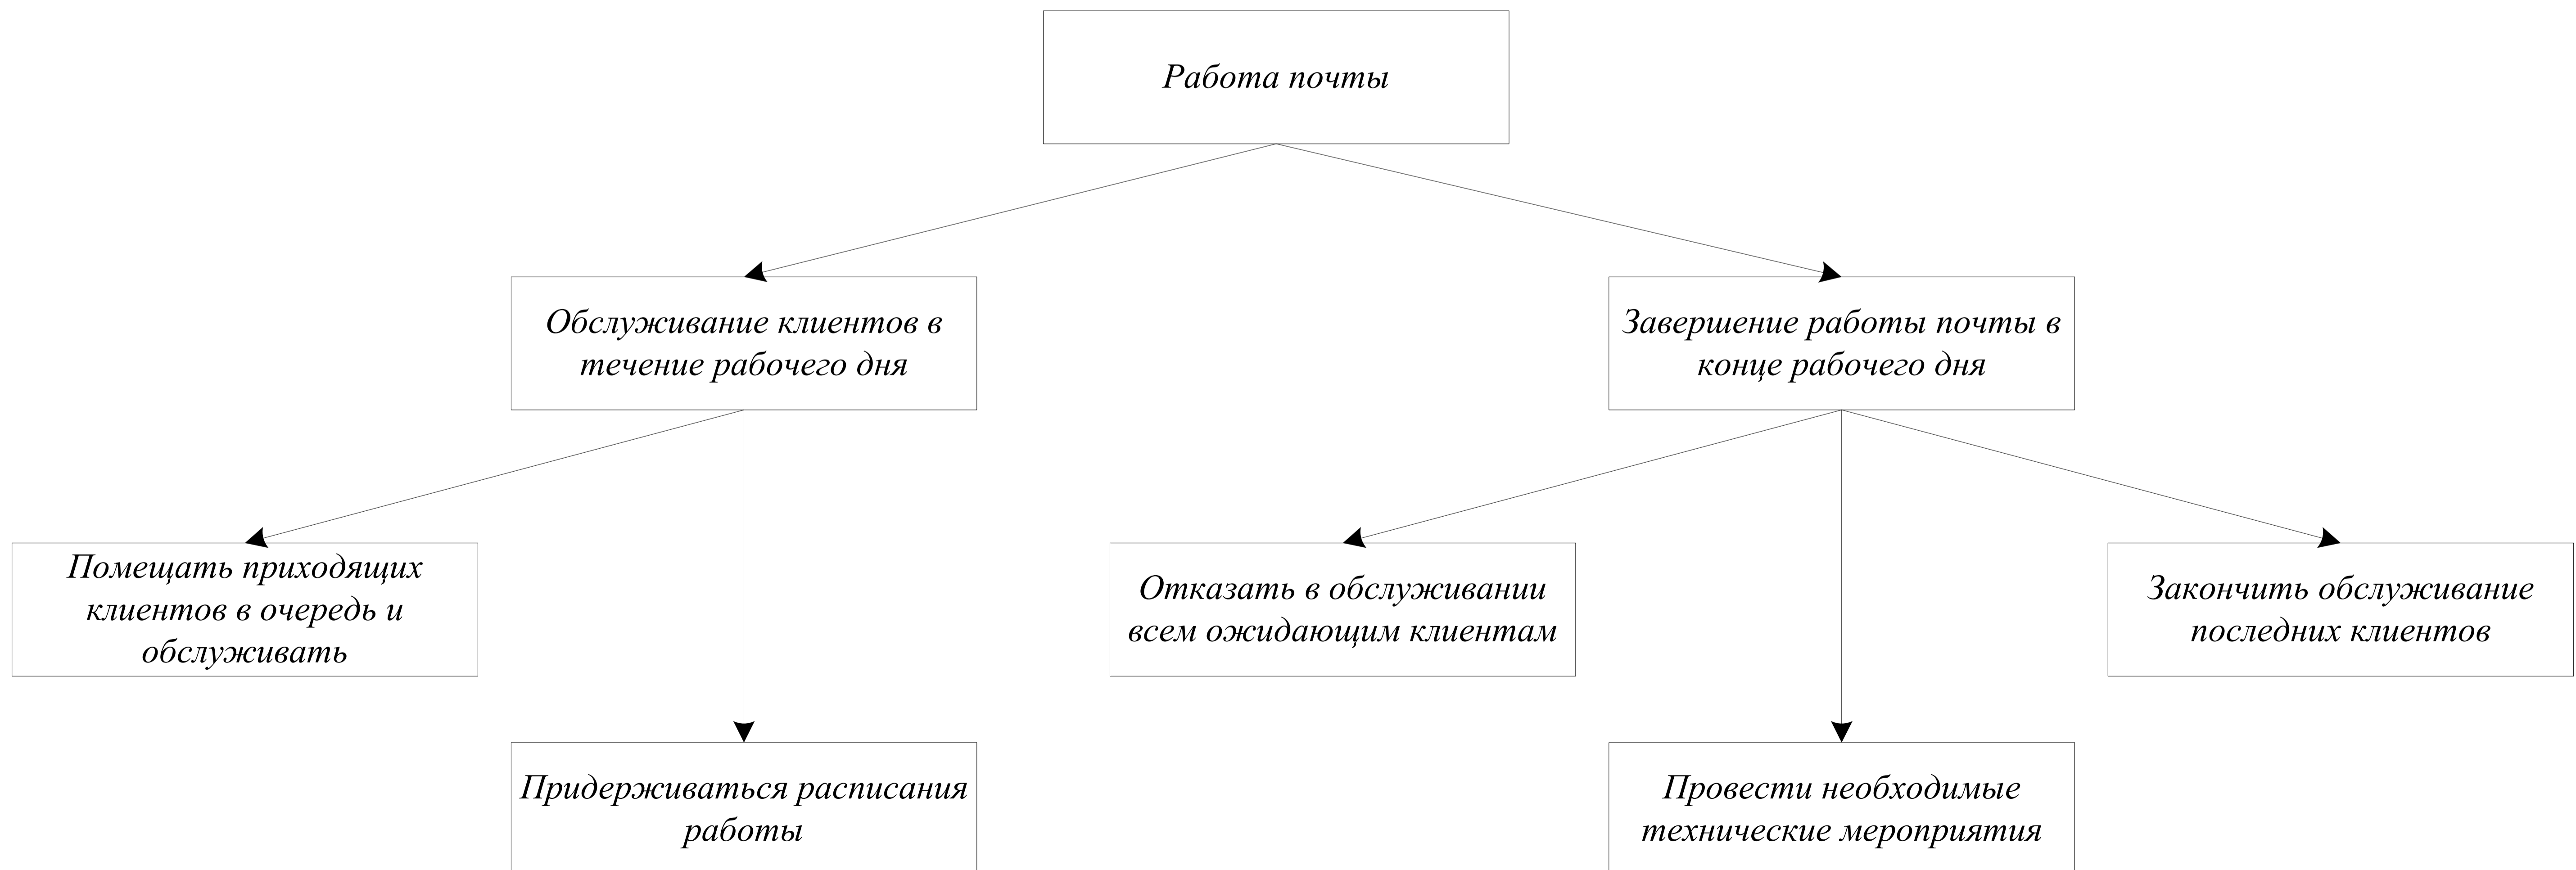 Работа почты
Обслуживание клиентов в
течение рабочего дня
Завершение работы почты в
конце рабочего дня
Помещать приходящих
клиентов в очередь и
обслуживать
Отказать в обслуживании
всем ожидающим клиентам
Закончить обслуживание
последних клиентов
Придерживаться расписания
работы
Провести необходимые
технические мероприятия